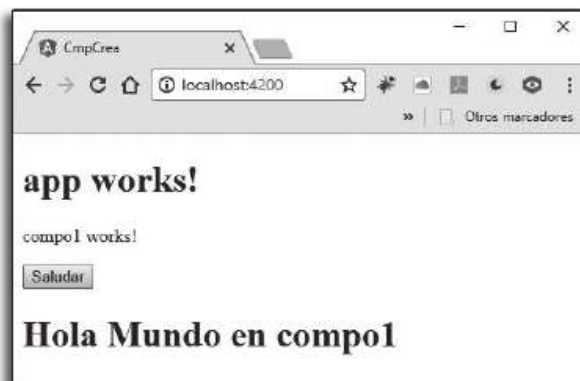 CmpCrea
localhost:4200
» Otros marcadores
app works!
compo1 works!
Saludar
Hola Mundo en compo1